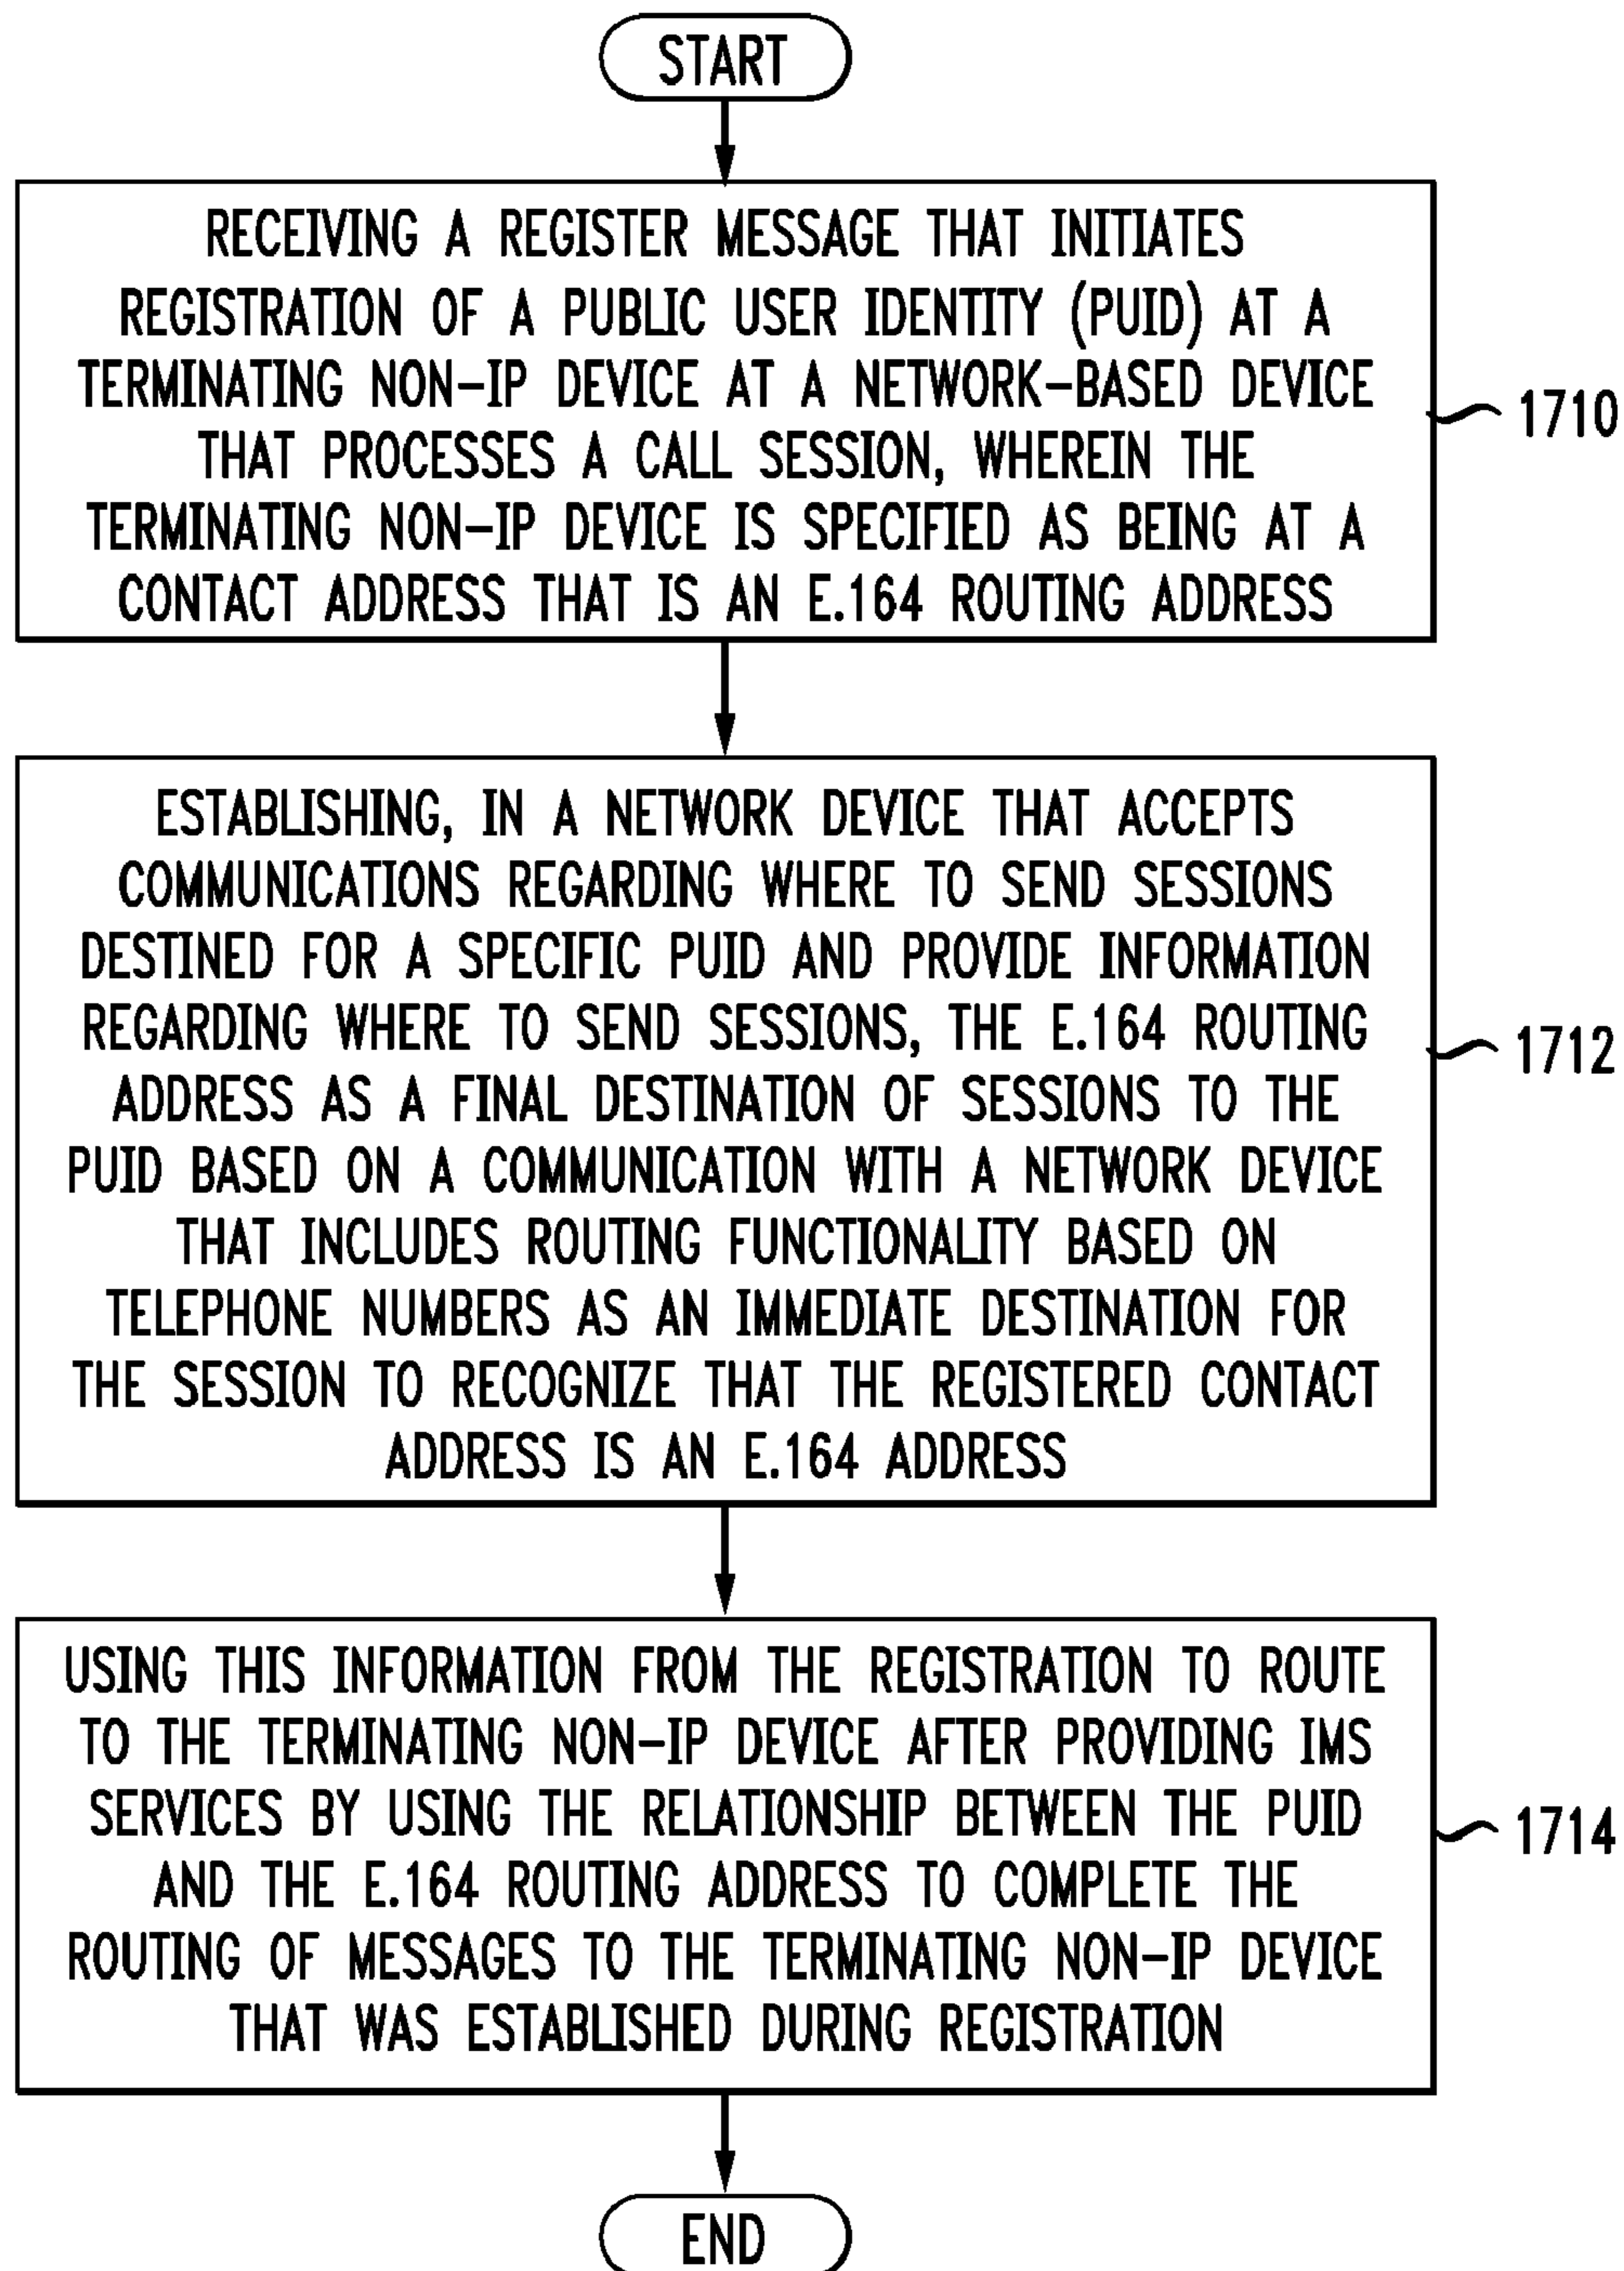 START
RECEIVING A REGISTER MESSAGE THAT INITIATES
REGISTRATION OF A PUBLIC USER IDENTITY (PUID) AT A
TERMINATING NON-IP DEVICE AT A NETWORK-BASED DEVICE
THAT PROCESSES A CALL SESSION, WHEREIN THE
TERMINATING NON-IP DEVICE IS SPECIFIED AS BEING AT A
CONTACT ADDRESS THAT IS AN E.164 ROUTING ADDRESS
1710
ESTABLISHING, IN A NETWORK DEVICE THAT ACCEPTS
COMMUNICATIONS REGARDING WHERE TO SEND SESSIONS
DESTINED FOR A SPECIFIC PUID AND PROVIDE INFORMATION
REGARDING WHERE TO SEND SESSIONS, THE E.164 ROUTING
ADDRESS AS A FINAL DESTINATION OF SESSIONS TO THE
PUID BASED ON A COMMUNICATION WITH A NETWORK DEVICE
THAT INCLUDES ROUTING FUNCTIONALITY BASED ON
TELEPHONE NUMBERS AS AN IMMEDIATE DESTINATION FOR
THE SESSION TO RECOGNIZE THAT THE REGISTERED CONTACT
ADDRESS IS AN E.164 ADDRESS
1712
USING THIS INFORMATION FROM THE REGISTRATION TO ROUTE
TO THE TERMINATING NON-IP DEVICE AFTER PROVIDING IMS
SERVICES BY USING THE RELATIONSHIP BETWEEN THE PUID
AND THE E.164 ROUTING ADDRESS TO COMPLETE THE
ROUTING OF MESSAGES TO THE TERMINATING NON-IP DEVICE
THAT WAS ESTABLISHED DURING REGISTRATION
1714
END